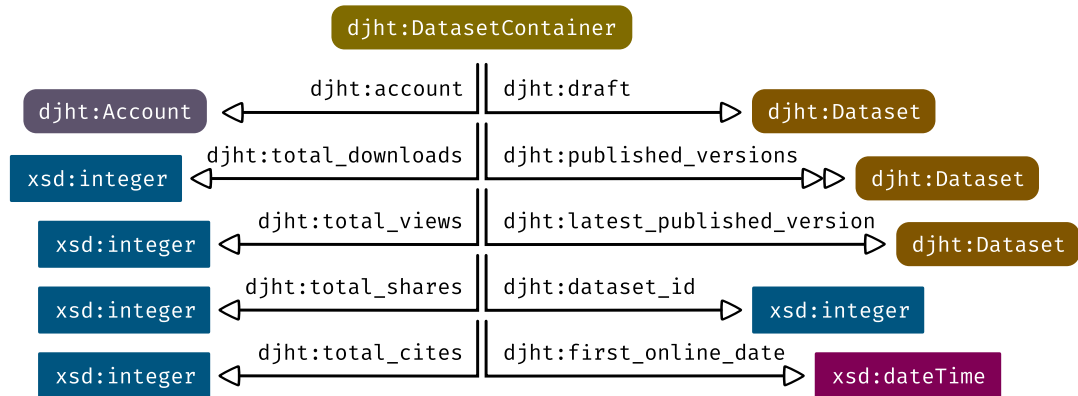 djht:DatasetContainer
djht:account djht:draft
djht:Account djht:Dataset
djht:total_downloads djht:published_versions
xsd:integer djht:Dataset
djht:total_views djht:latest_published_version
xsd:integer djht:Dataset
djht:total_shares djht:dataset_id
xsd:integer xsd:integer
djht:total_cites djht:first_online_date
xsd:integer xsd:dateTime